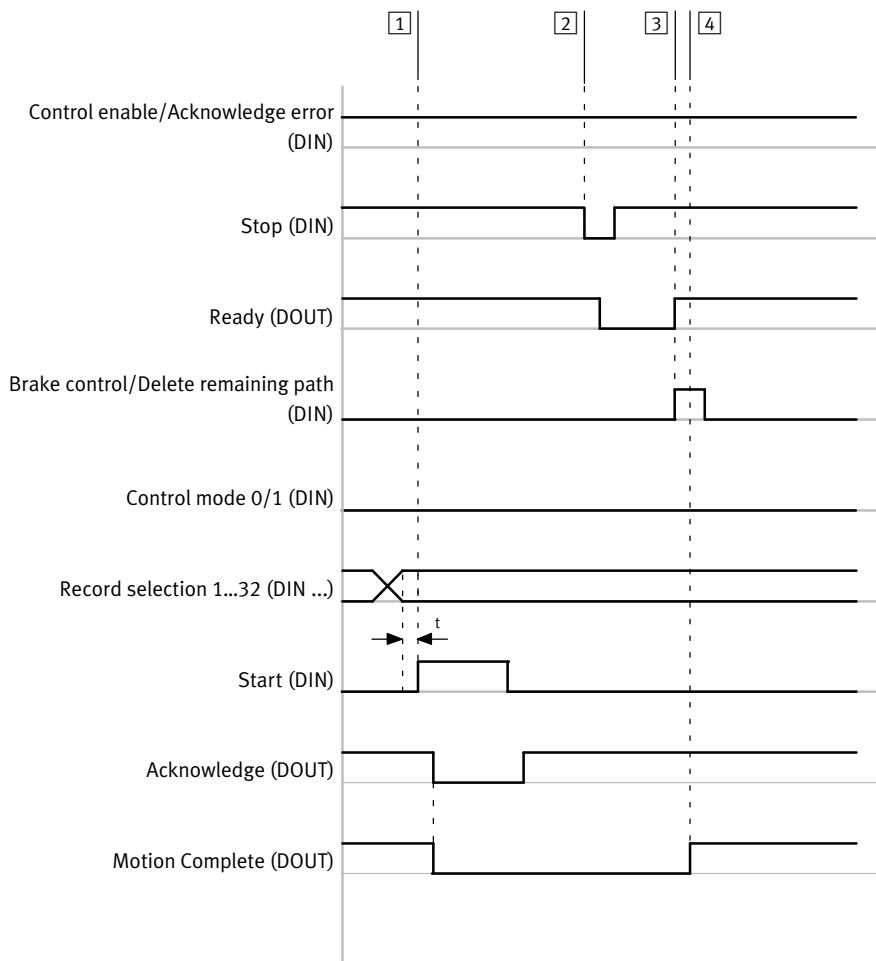 1 2 3 4
Control enable/Acknowledge error
(DIN)
Stop (DIN)
Ready (DOUT)
Brake control/Delete remaining path
(DIN)
Control mode 0/1 (DIN)
Record selection 1...32 (DIN ...)
t
Start (DIN)
Acknowledge (DOUT)
Motion Complete (DOUT)